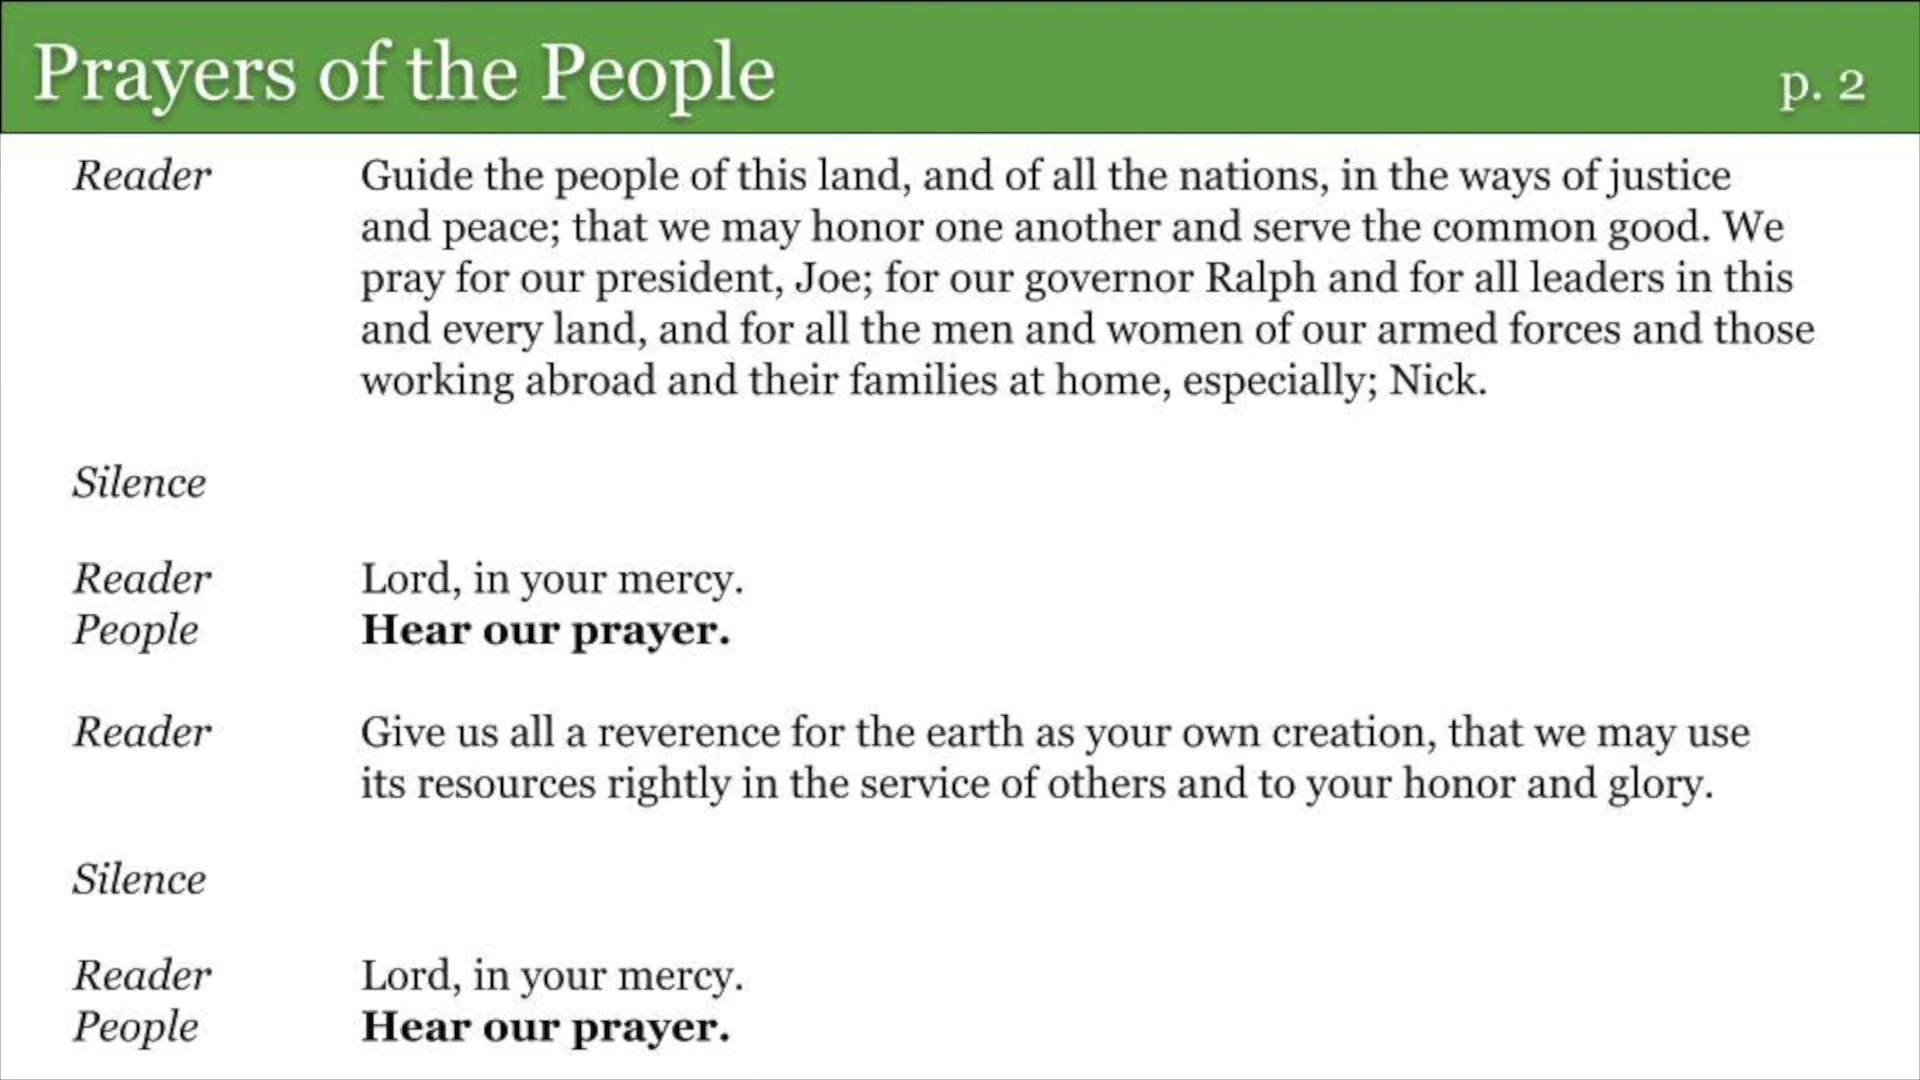 Prayers of the People p. 2
Reader Guide the people of this land, and of all the nations, in the ways of justice
and peace; that we may honor one another and serve the common good. We
pray for our president, Joe; for our governor Ralph and for all leaders in this
and every land, and for all the men and women of our armed forces and those
working abroad and their families at home, especially; Nick.
Silence
Reader Lord, in your mercy.
People Hear our prayer.
Reader Give us all a reverence for the earth as your own creation, that we may use
its resources rightly in the service of others and to your honor and glory.
Silence
Reader Lord, in your mercy.
People Hear our prayer.